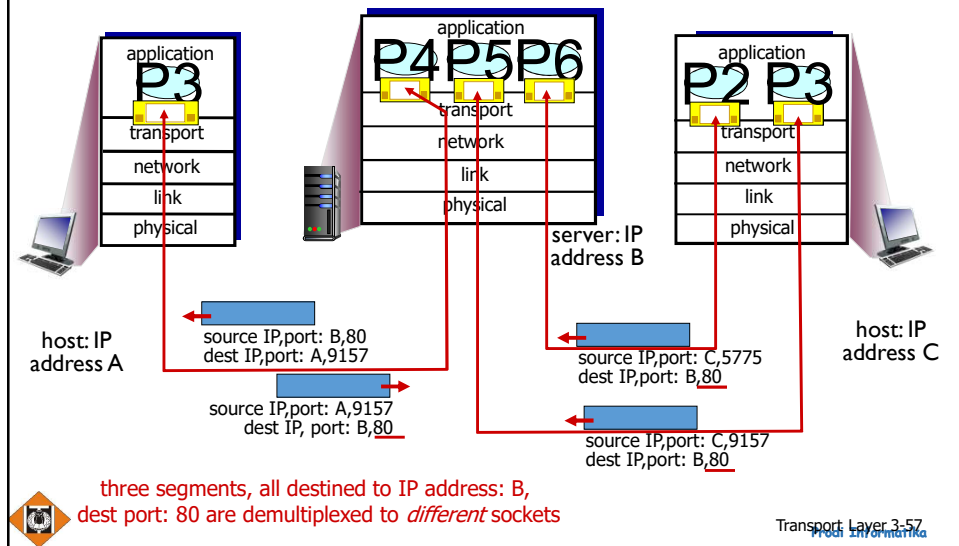 application
P3
transport
network
link
physical
application
P4 P5 P6
transport
network
link
physical
application
P2 P3
transport
network
link
physical
server: IP
address B
host: IP
address A
host: IP
address C
source IP,port: B,80
dest IP,port: A,9157
source IP,port: A,9157
dest IP, port: B,80
source IP,port: C,5775
dest IP,port: B,80
source IP,port: C,9157
dest IP,port: B,80
three segments, all destined to IP address: B,
dest port: 80 are demultiplexed to different sockets
Transport Layer 3-57
Prodi Informatika